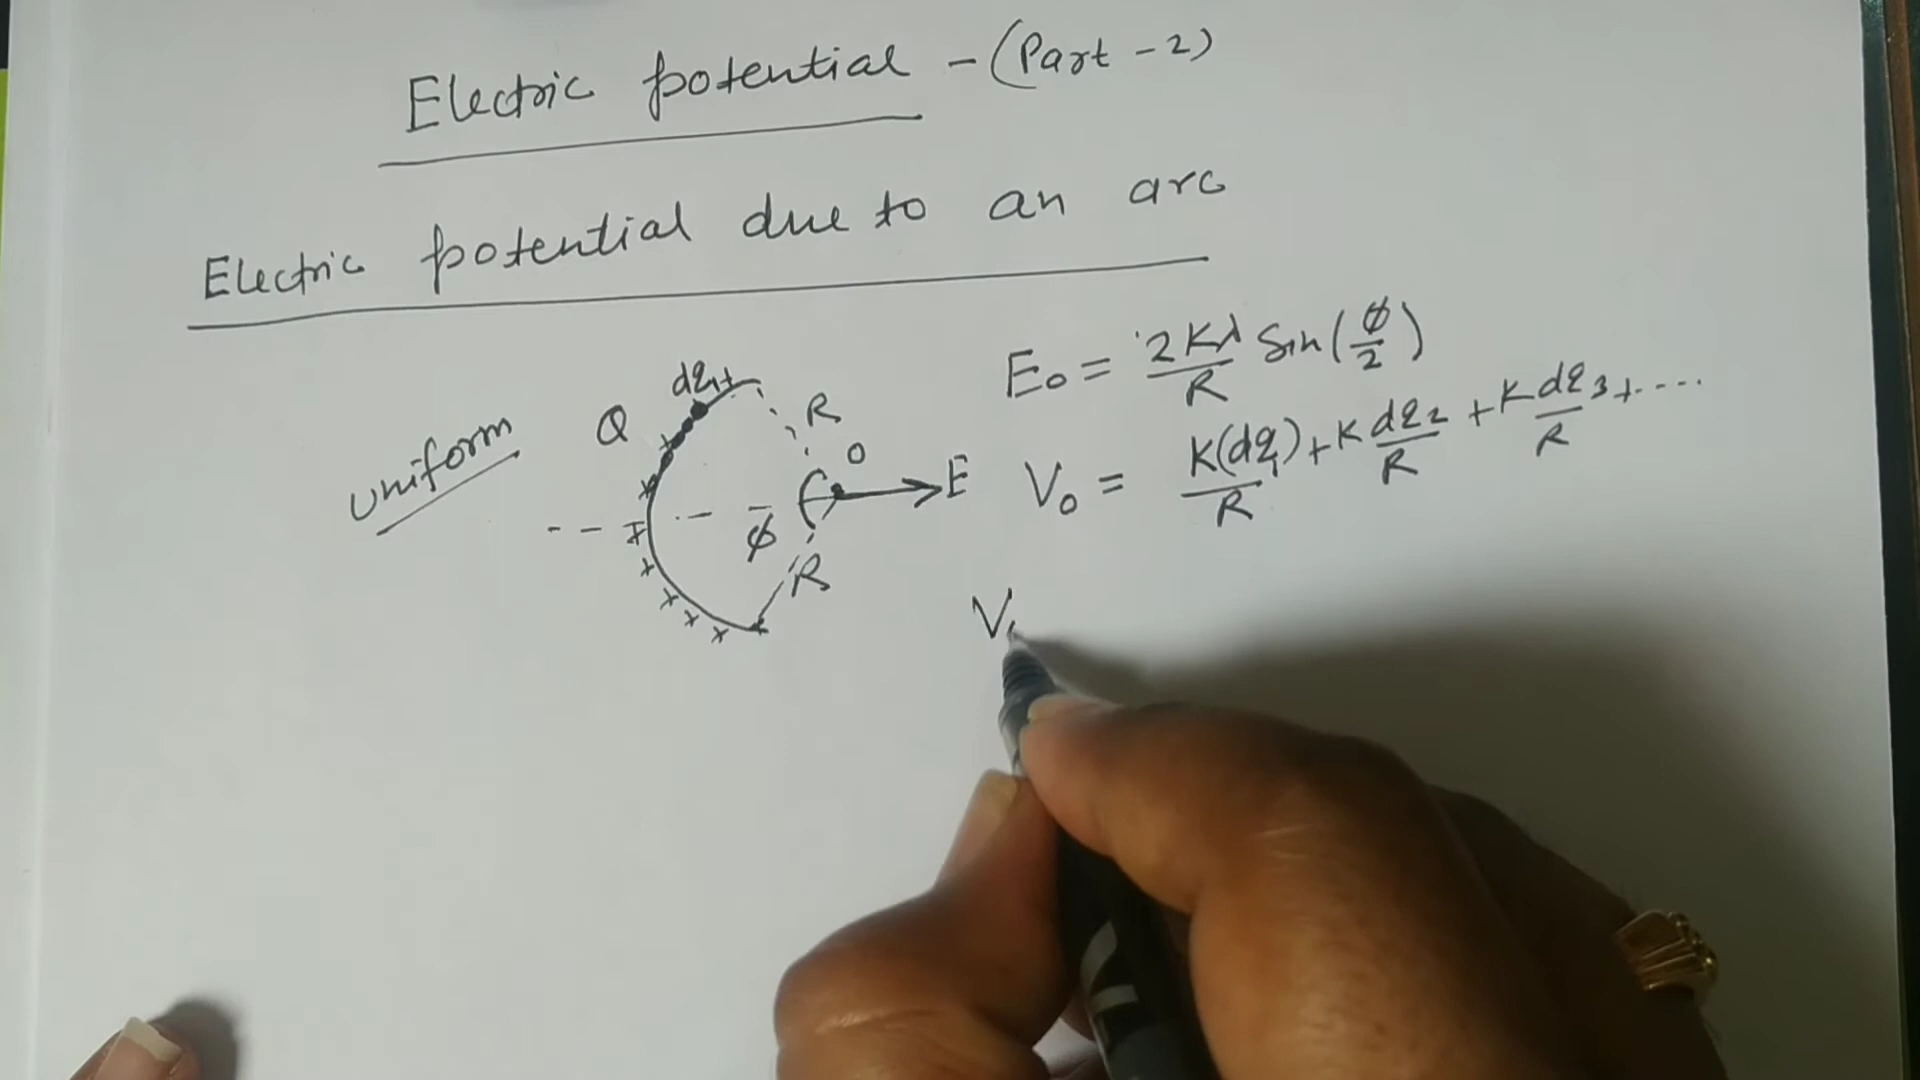 Electric potential - (Part - 2)
Electric potential due to an arc
uniform
Q
dq₁
+
R
O
E
ϕ
R
E₀ = 2Kλ/R Sin(ϕ/2)
V₀ = K(dq₁)/R + K dq₂/R + K dq₃/R + ....
V